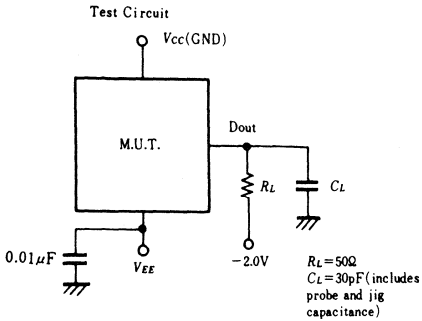 Test Circuit
Vcc(GND)
M.U.T.
Dout
RL
CL
0.01μF
VEE
−2.0V
RL=50Ω
CL=30pF(includes
probe and jig
capacitance)